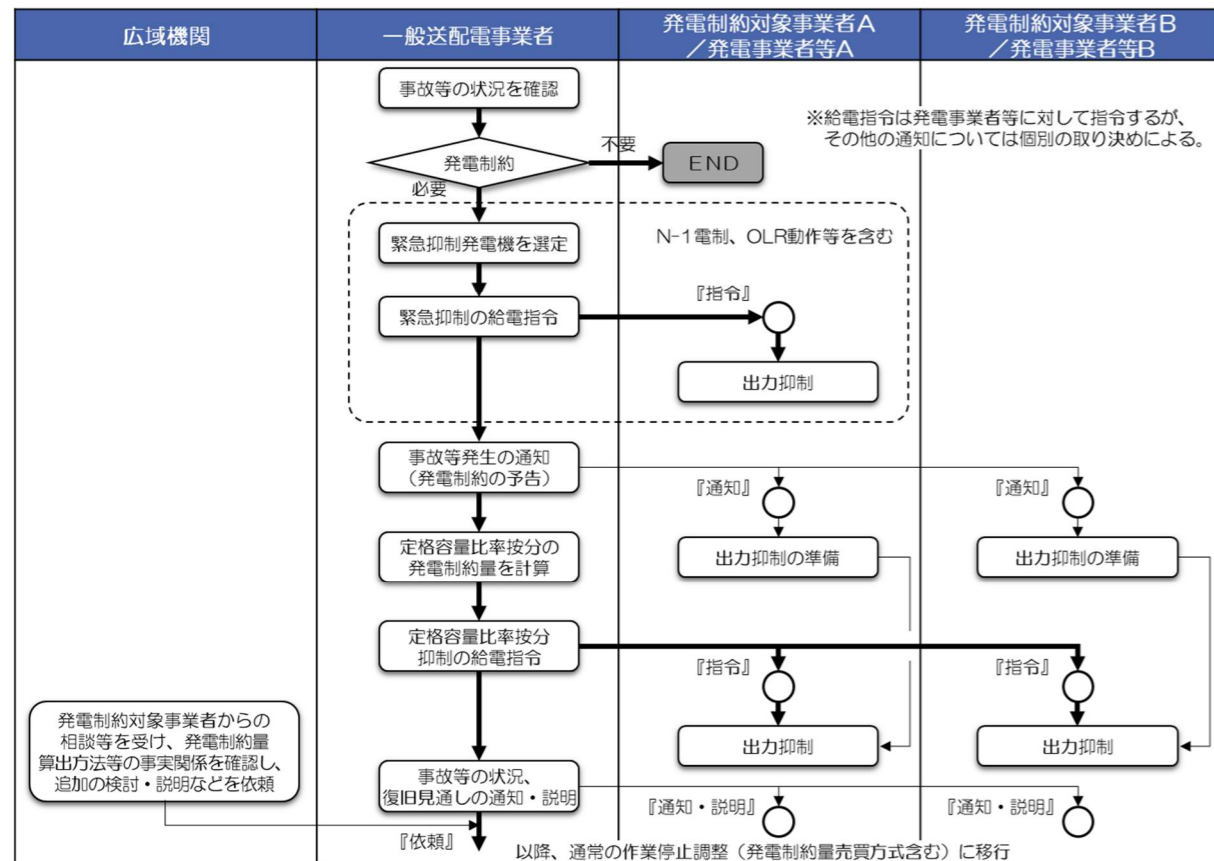 広域機関
一般送配電事業者
発電制約対象事業者A
／発電事業者等A
発電制約対象事業者B
／発電事業者等B
事故等の状況を確認
※給電指令は発電事業者等に対して指令するが、
その他の通知については個別の取り決めによる。
発電制約
不要
END
必要
緊急抑制発電機を選定
N-1電制、OLR動作等を含む
緊急抑制の給電指令
『指令』
出力抑制
事故等発生の通知
（発電制約の予告）
『通知』
『通知』
定格容量比率按分の
発電制約量を計算
出力抑制の準備
出力抑制の準備
定格容量比率按分
抑制の給電指令
『指令』
『指令』
出力抑制
出力抑制
発電制約対象事業者からの
相談等を受け、発電制約量
算出方法等の事実関係を確認し、
追加の検討・説明などを依頼
事故等の状況、
復旧見通しの通知・説明
『通知・説明』
『通知・説明』
『依頼』
以降、通常の作業停止調整（発電制約量売買方式含む）に移行